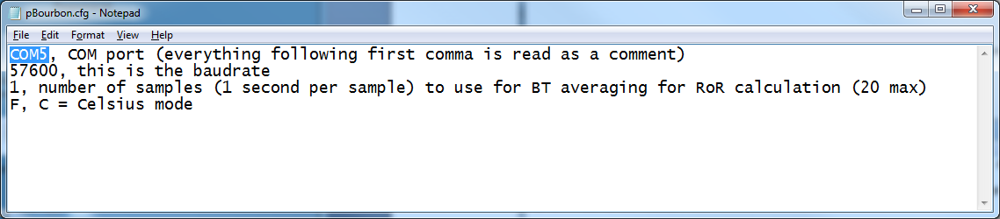 pBourbon.cfg - Notepad
File Edit Format View Help
COM5, COM port (everything following first comma is read as a comment)
57600, this is the baudrate
1, number of samples (1 second per sample) to use for BT averaging for RoR calculation (20 max)
F, C = Celsius mode